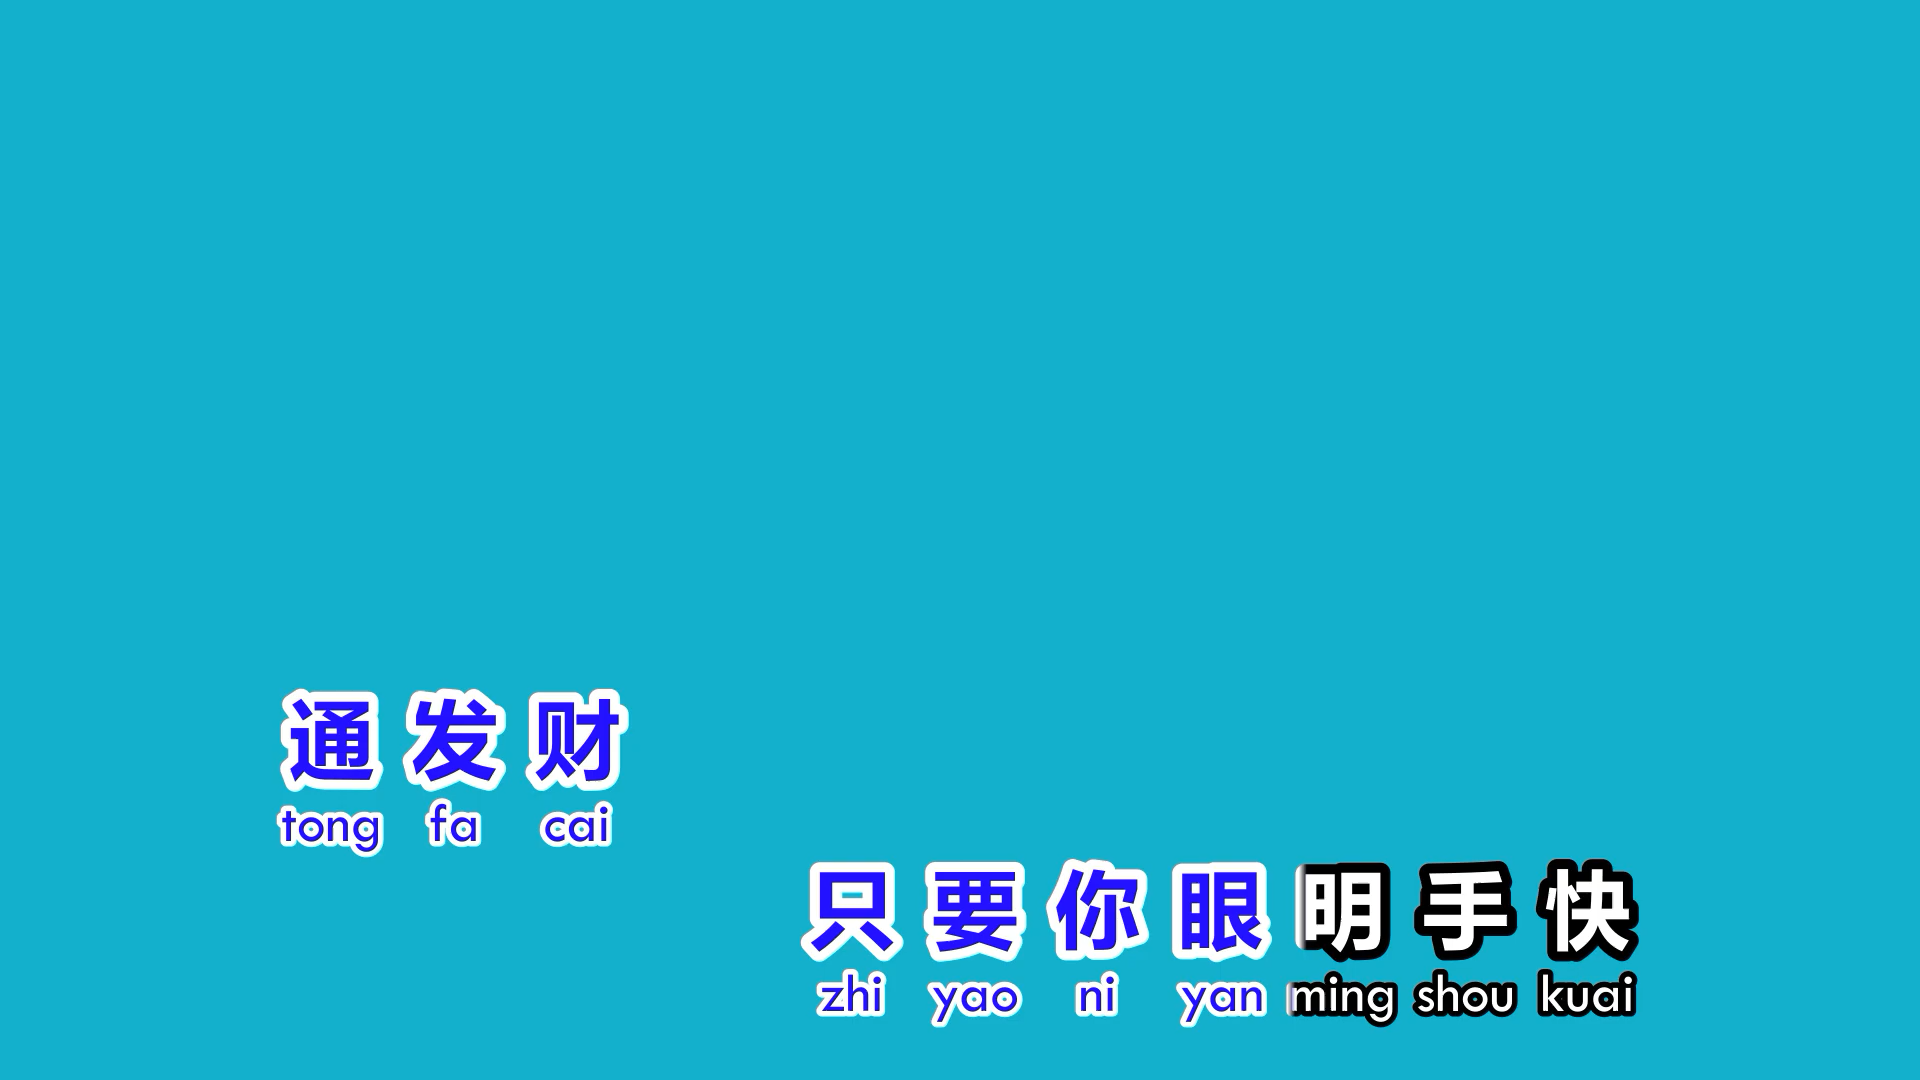 通 发 财
tong fa cai
只 要 你 眼 明 手 快
zhi yao ni yan ming shou kuai